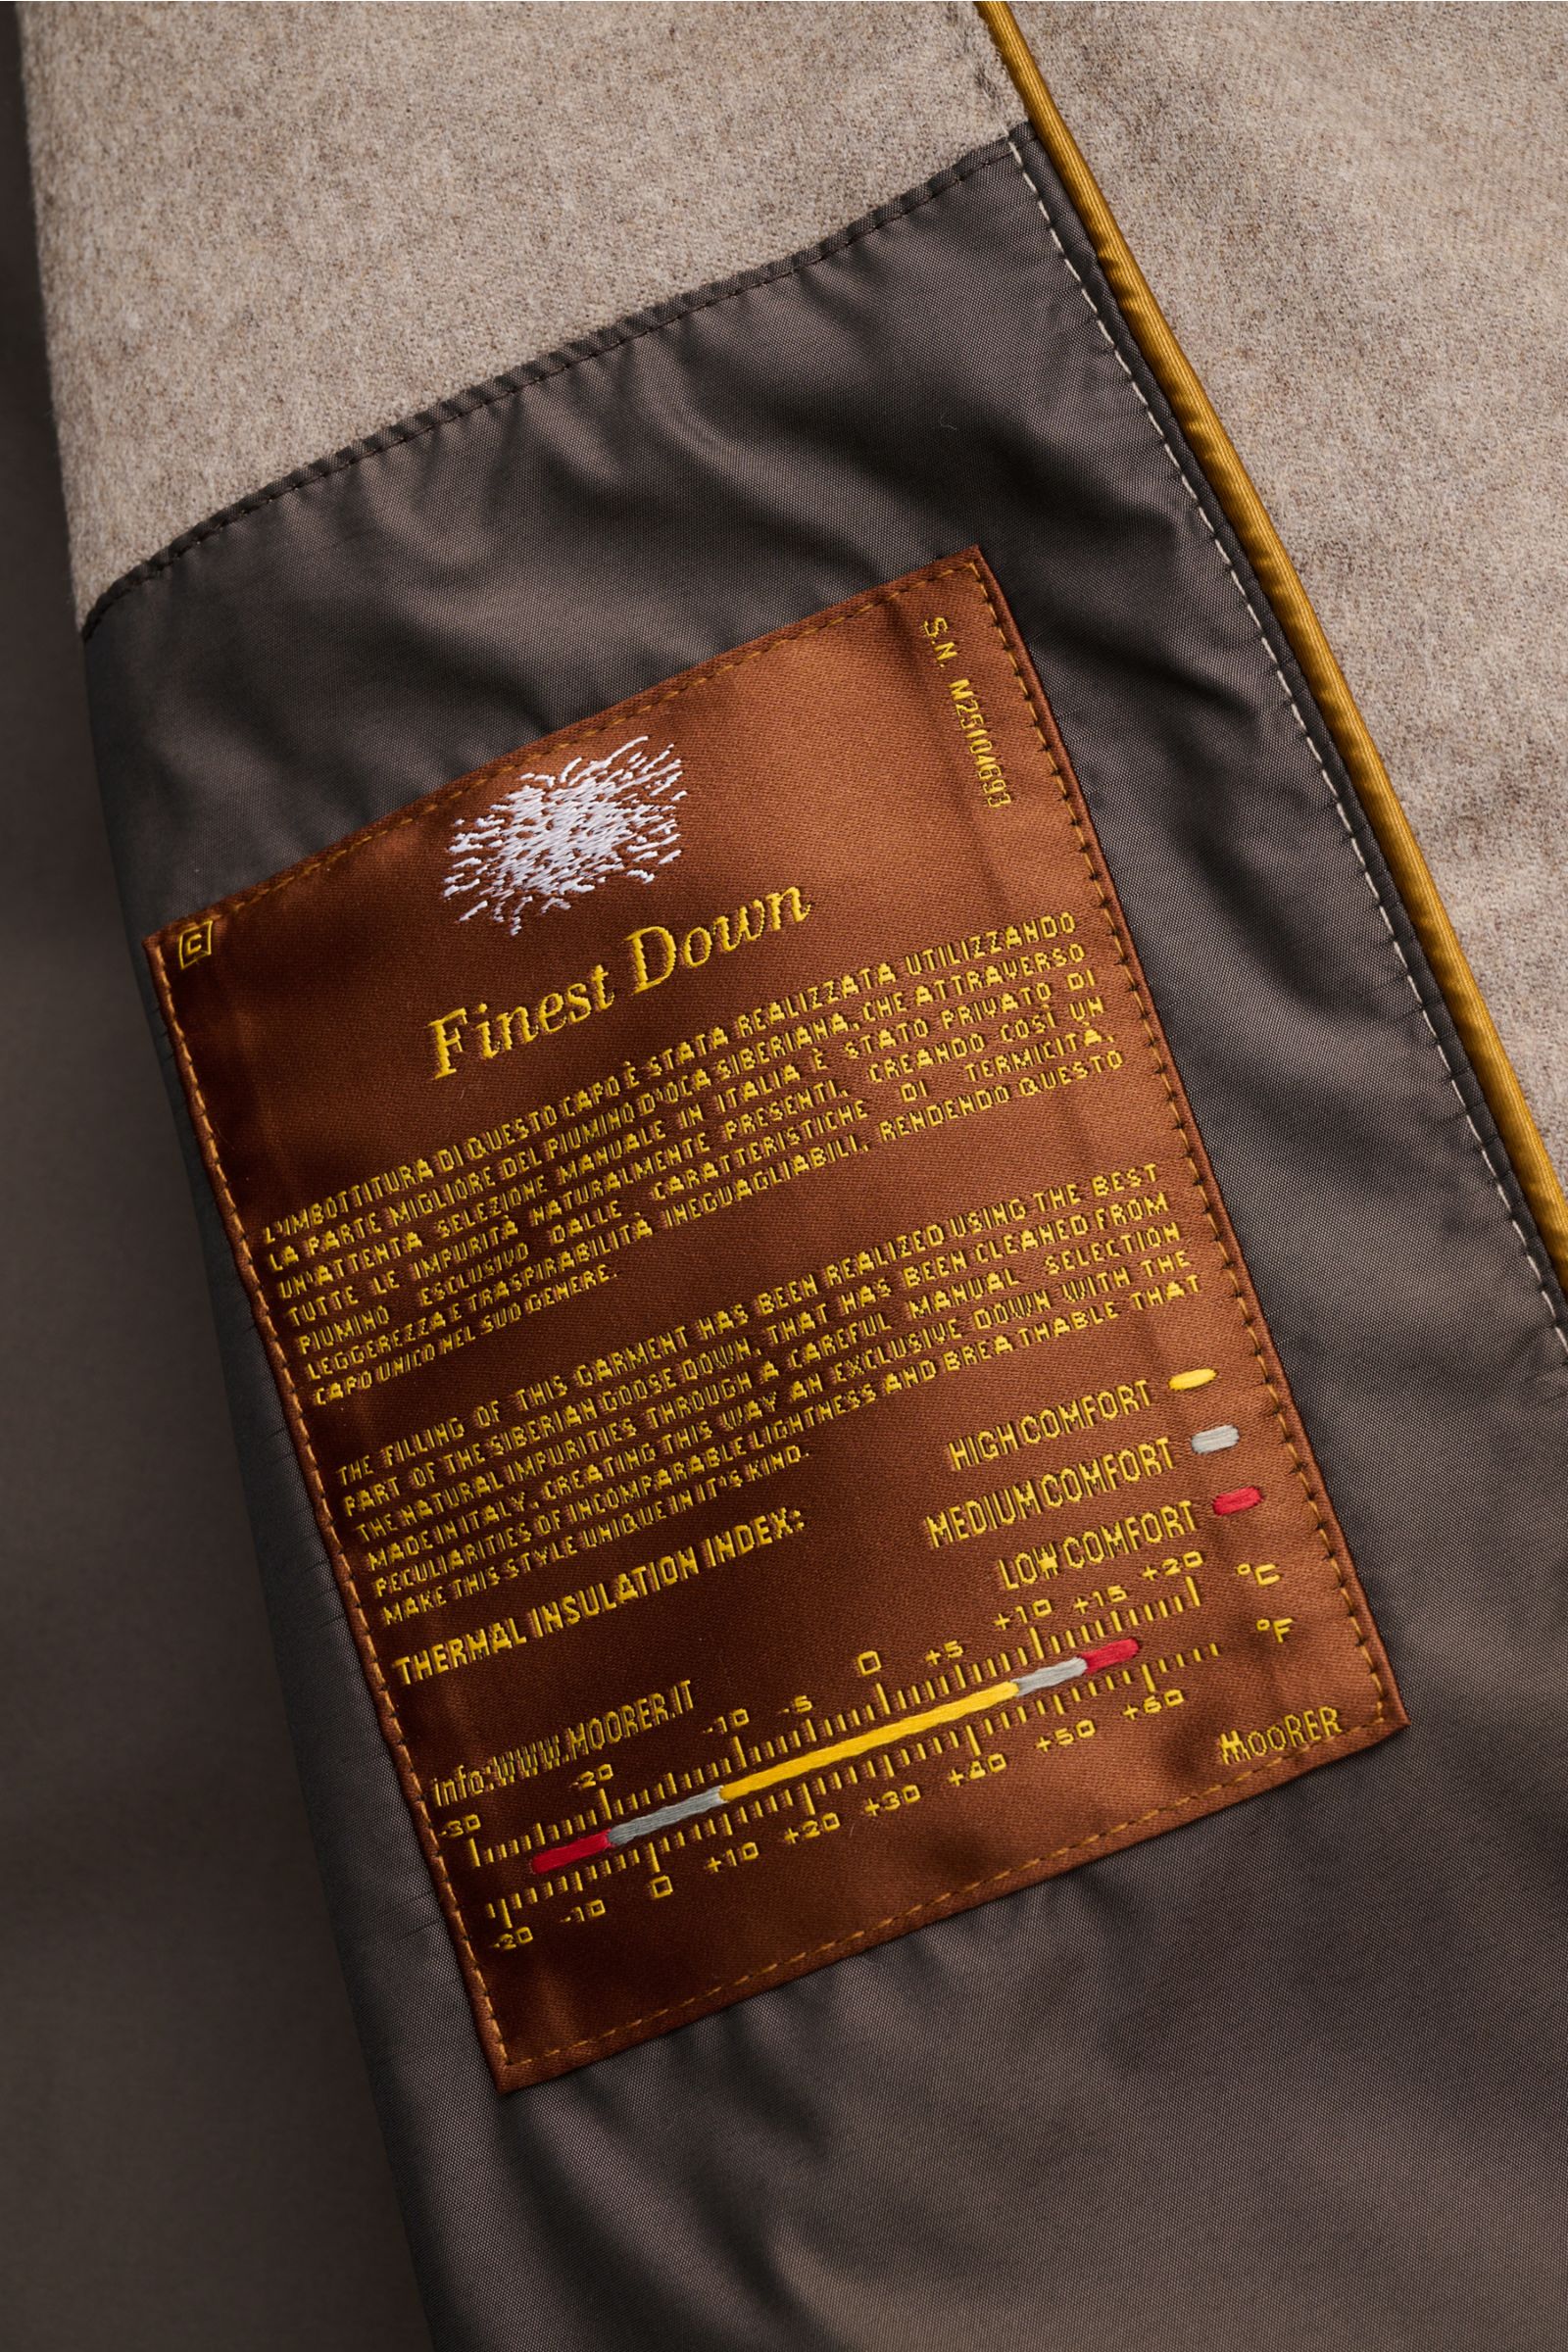 S.N. M25104693
C
Finest Down
L'IMBOTTITURA DI QUESTO CAPO È STATA REALIZZATA UTILIZZANDO
LA PARTE MIGLIORE DEL PIUMINO D'OCA SIBERIANA, CHE ATTRAVERSO
UN'ATTENTA SELEZIONE MANUALE IN ITALIA È STATO PRIVATO DI
TUTTE LE IMPURITÀ NATURALMENTE PRESENTI, CREANDO COSÌ UN
PIUMINO ESCLUSIVO DALLE CARATTERISTICHE DI TERMICITÀ,
LEGGEREZZA E TRASPIRABILITÀ INEGUAGLIABILI, RENDENDO QUESTO
CAPO UNICO NEL SUO GENERE.
THE FILLING OF THIS GARMENT HAS BEEN REALIZED USING THE BEST
PART OF THE SIBERIAN GOOSE DOWN, THAT HAS BEEN CLEANED FROM
THE NATURAL IMPURITIES THROUGH A CAREFUL MANUAL SELECTION
MADE IN ITALY, CREATING THIS WAY AN EXCLUSIVE DOWN WITH THE
PECULIARITIES OF INCOMPARABLE LIGHTNESS AND BREATHABLE THAT
MAKE THIS STYLE UNIQUE IN IT'S KIND.
THERMAL INSULATION INDEX:
HIGH COMFORT
MEDIUM COMFORT
LOW COMFORT
info:www.MOORER.IT
-30 -20 -10 -5 0 +5 +10 +15 +20 °C
-20 -10 0 +10 +20 +30 +40 +50 +60 °F
MOORER